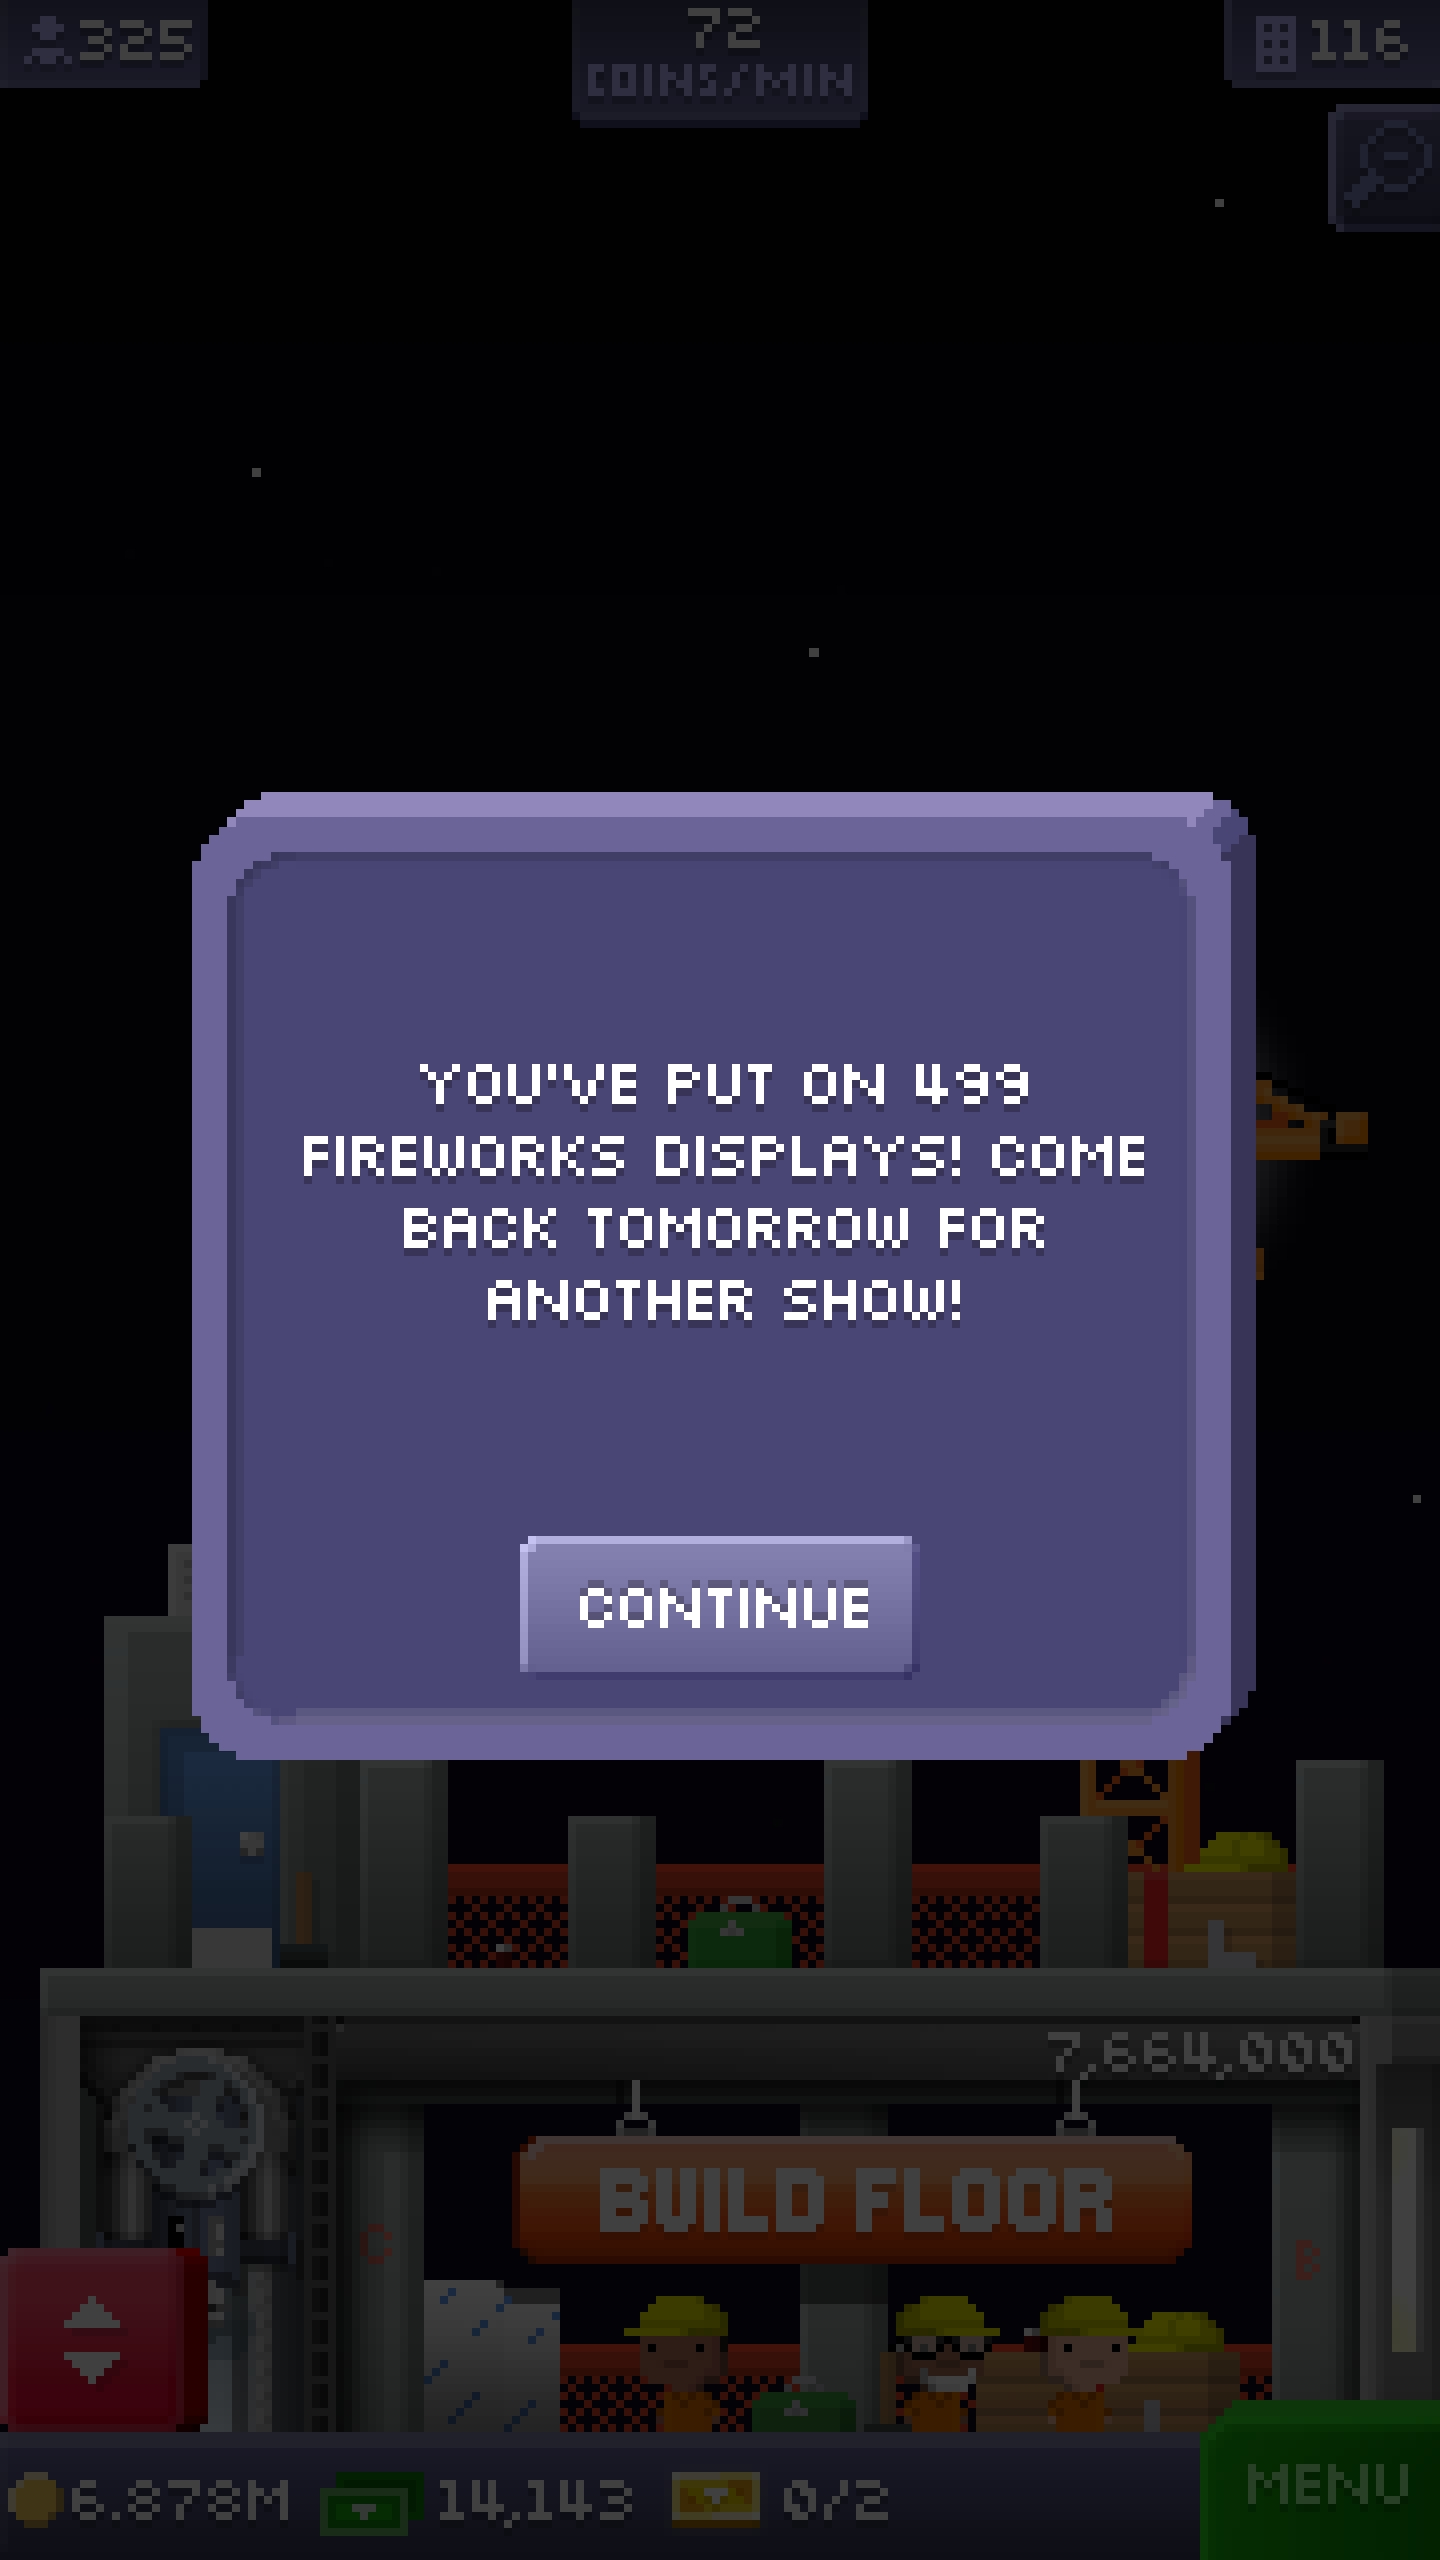 325
72
COINS/MIN
116
YOU'VE PUT ON 499
FIREWORKS DISPLAYS! COME
BACK TOMORROW FOR
ANOTHER SHOW!
CONTINUE
7,664,000
BUILD FLOOR
C
B
6.878M
14,143
0/2
MENU